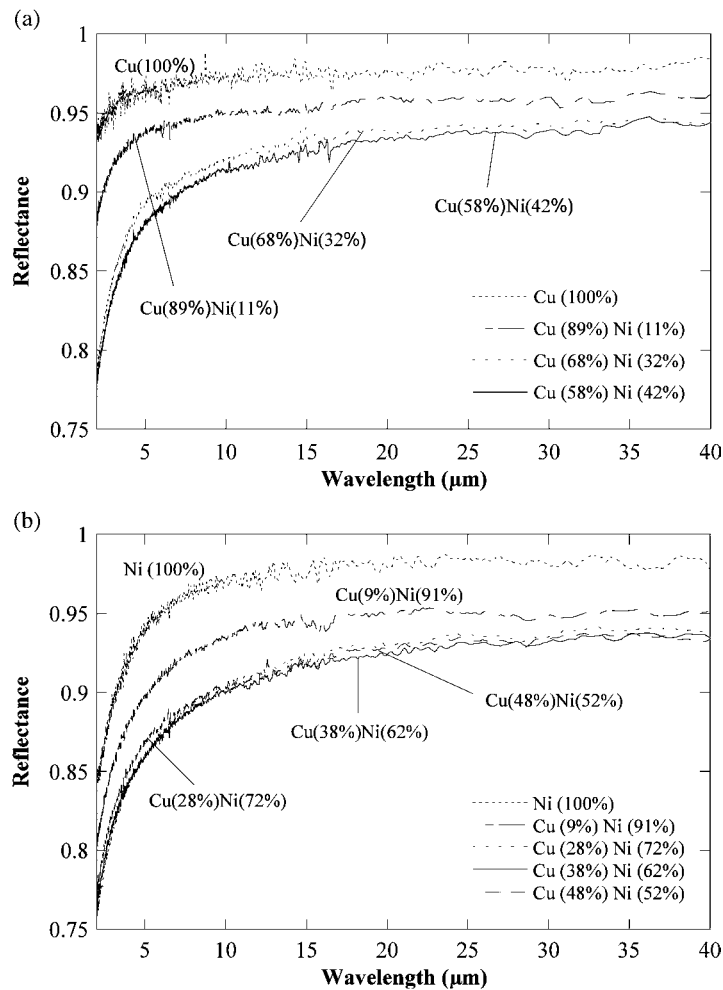 (a)
1
0.95
0.9
0.85
0.8
0.75
Reflectance
Cu(100%)
Cu(89%)Ni(11%)
Cu(68%)Ni(32%)
Cu(58%)Ni(42%)
Cu (100%)
Cu (89%) Ni (11%)
Cu (68%) Ni (32%)
Cu (58%) Ni (42%)
5 10 15 20 25 30 35 40
Wavelength (μm)
(b)
1
0.95
0.9
0.85
0.8
0.75
Reflectance
Ni (100%)
Cu(9%)Ni(91%)
Cu(48%)Ni(52%)
Cu(38%)Ni(62%)
Cu(28%)Ni(72%)
Ni (100%)
Cu (9%) Ni (91%)
Cu (28%) Ni (72%)
Cu (38%) Ni (62%)
Cu (48%) Ni (52%)
5 10 15 20 25 30 35 40
Wavelength (μm)